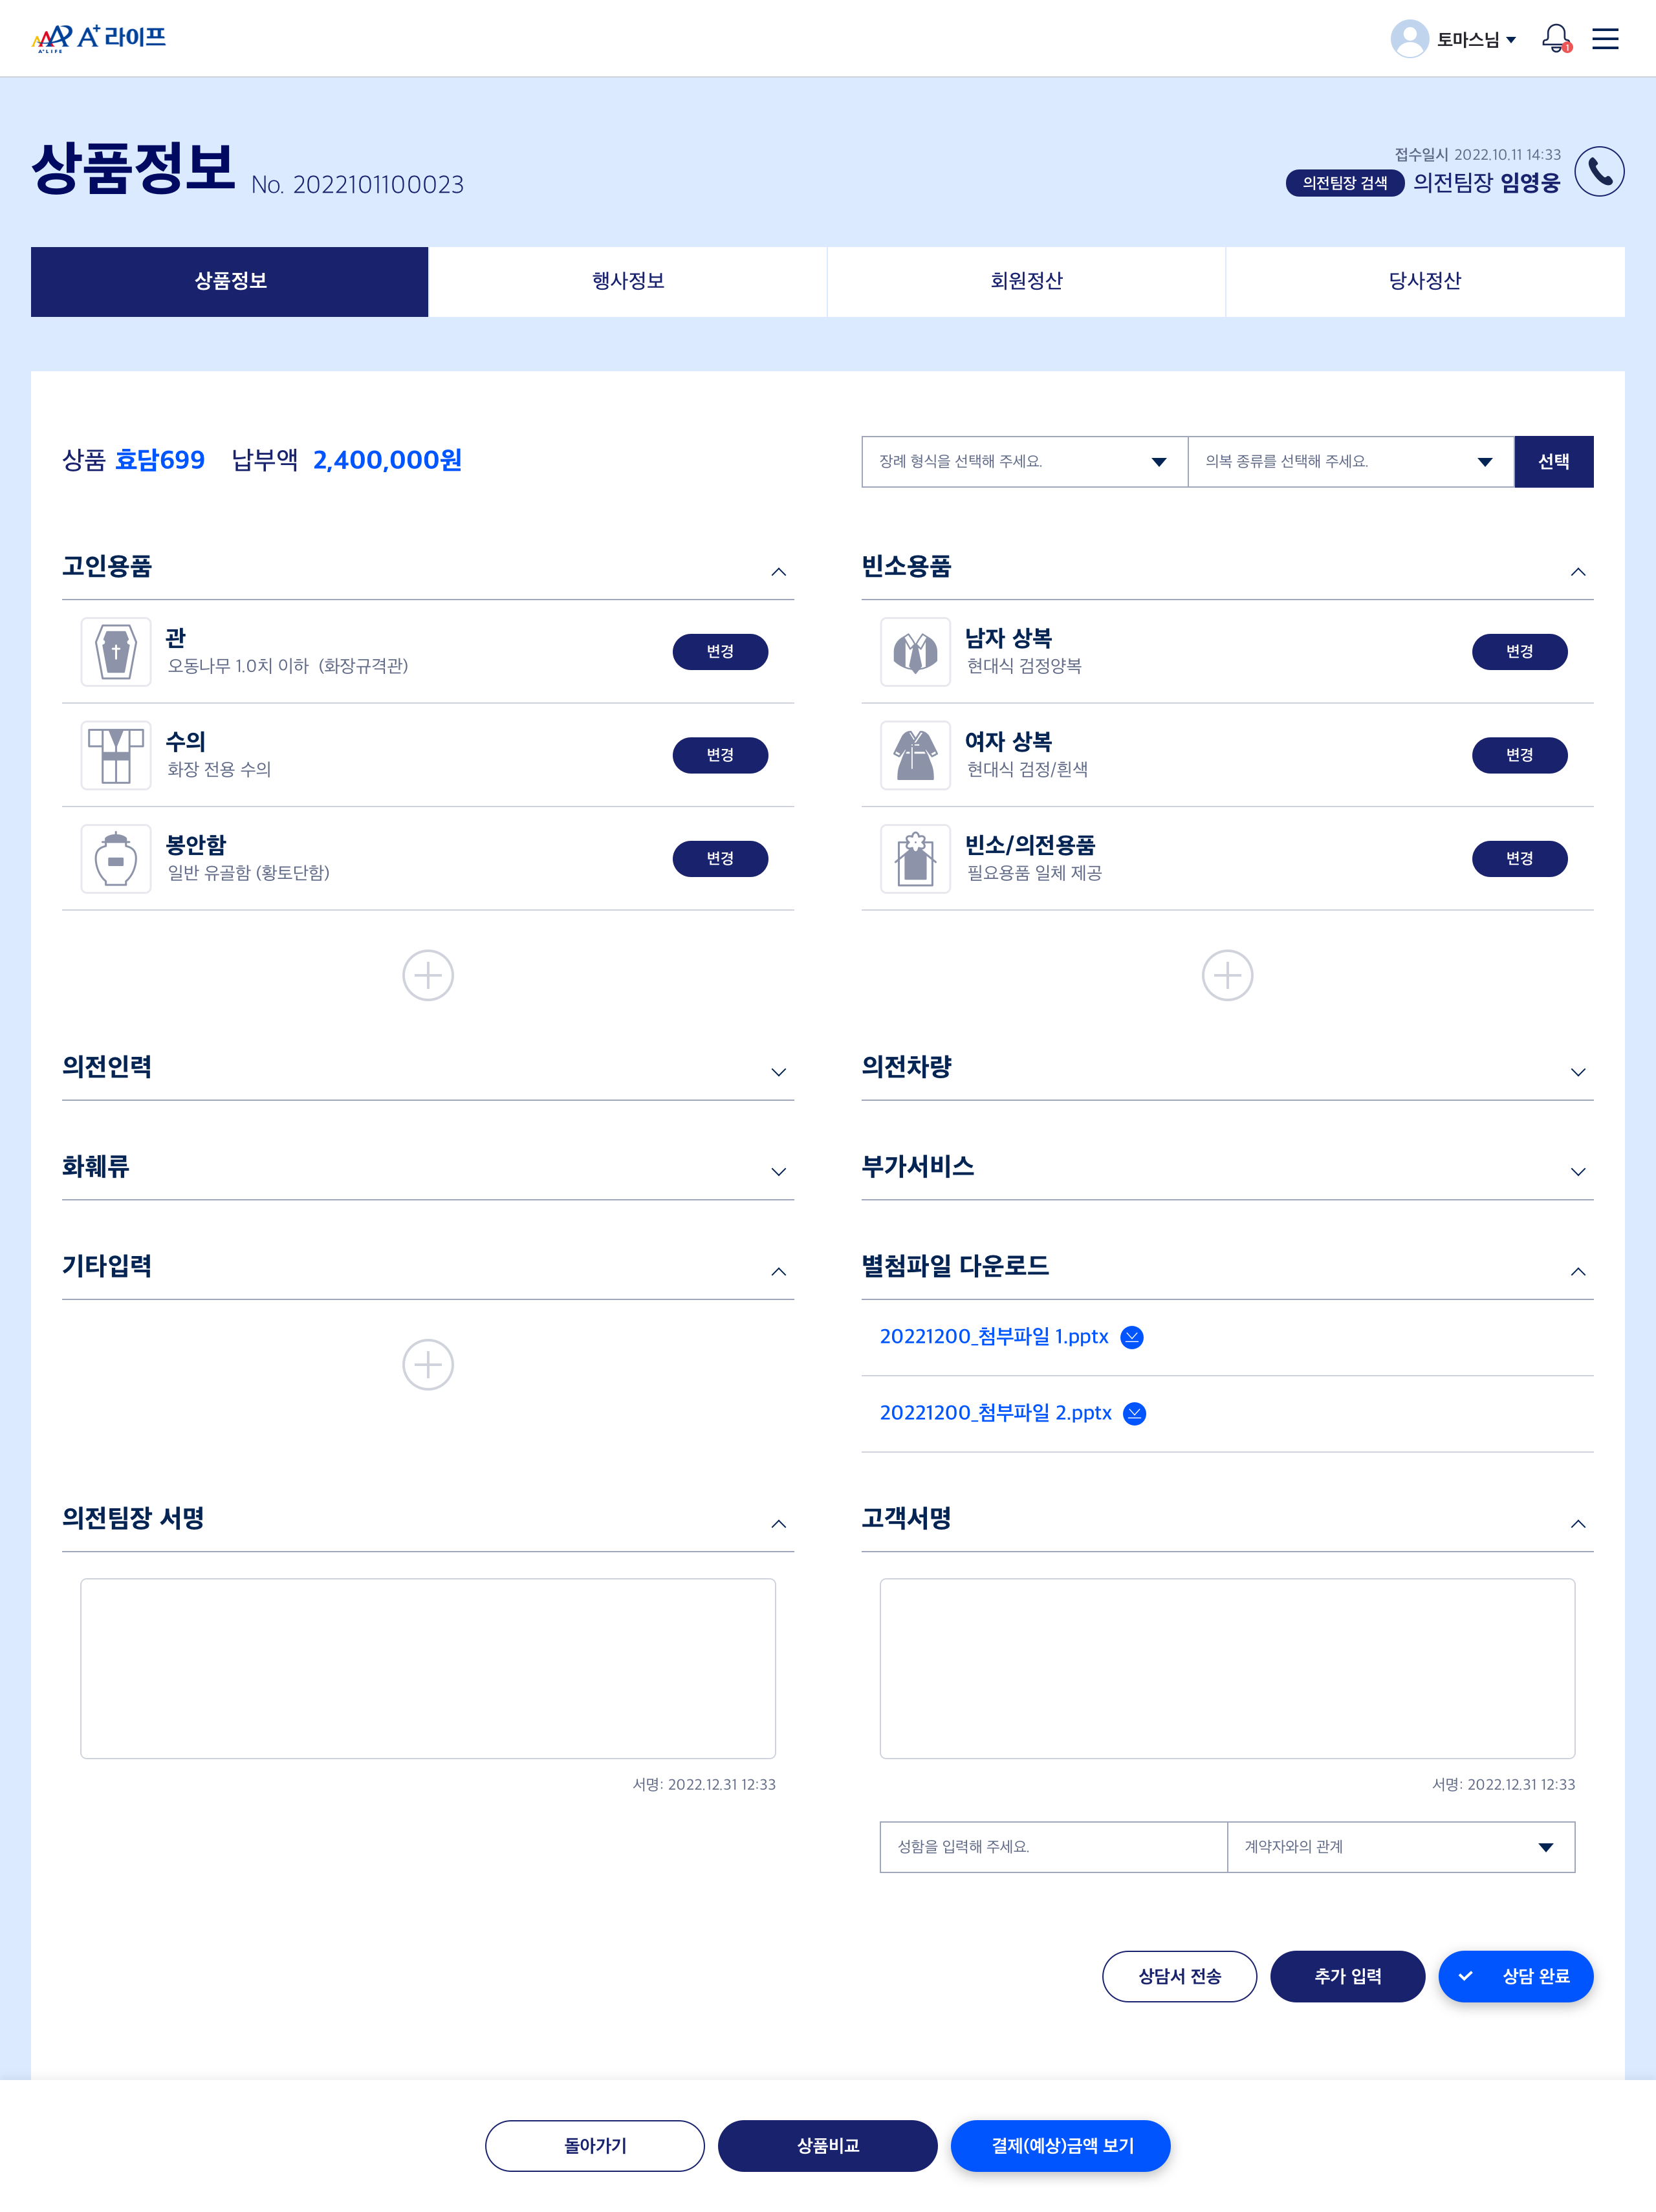 A+LIFE A+ 라이프
토마스님
1
상품정보 No. 2022101100023
접수일시 2022.10.11 14:33
의전팀장 검색 의전팀장 임영웅
상품정보 행사정보 회원정산 당사정산
상품 효담699 납부액 2,400,000원
장례 형식을 선택해 주세요. 의복 종류를 선택해 주세요. 선택
고인용품
관
오동나무 1.0치 이하 (화장규격관)
변경
수의
화장 전용 수의
변경
봉안함
일반 유골함 (황토단함)
변경
빈소용품
남자 상복
현대식 검정양복
변경
여자 상복
현대식 검정/흰색
변경
빈소/의전용품
필요용품 일체 제공
변경
의전인력
의전차량
화훼류
부가서비스
기타입력
별첨파일 다운로드
20221200_첨부파일 1.pptx
20221200_첨부파일 2.pptx
의전팀장 서명
서명: 2022.12.31 12:33
고객서명
서명: 2022.12.31 12:33
성함을 입력해 주세요. 계약자와의 관계
상담서 전송 추가 입력 상담 완료
돌아가기 상품비교 결제(예상)금액 보기